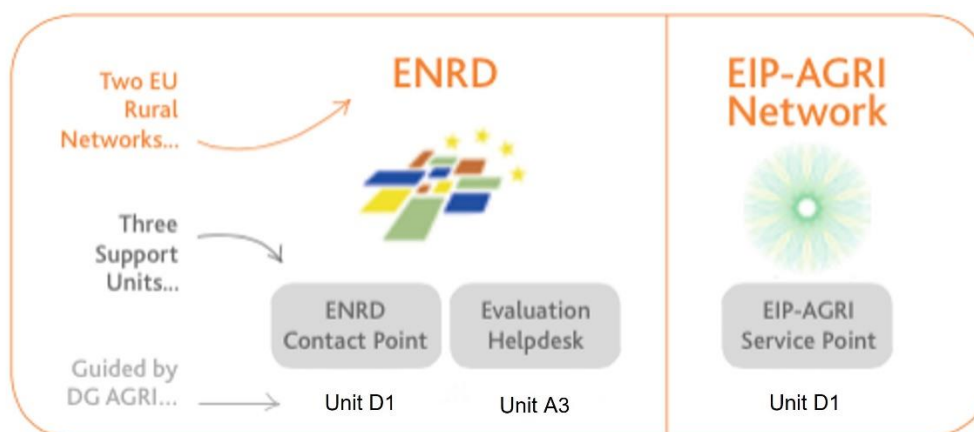 Two EU
Rural
Networks...
ENRD
EIP-AGRI
Network
Three
Support
Units...
ENRD
Contact Point
Evaluation
Helpdesk
EIP-AGRI
Service Point
Guided by
DG AGRI...
Unit D1
Unit A3
Unit D1